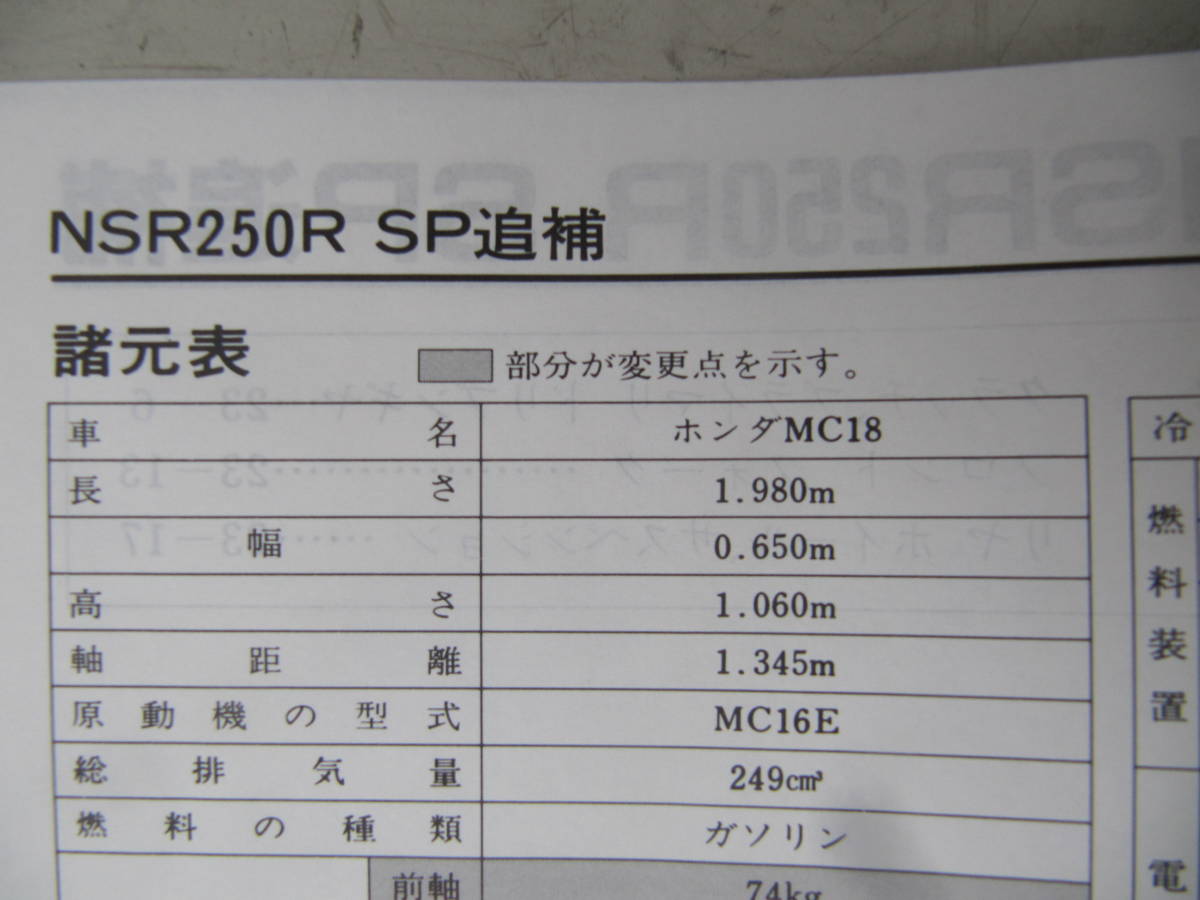 NSR250R SP追補
諸元表
部分が変更点を示す。
車名 ホンダMC18
長さ 1.980m
幅 0.650m
高さ 1.060m
軸距離 1.345m
原動機の型式 MC16E
総排気量 249cm³
燃料の種類 ガソリン
前軸 74kg
冷
燃料装置
電